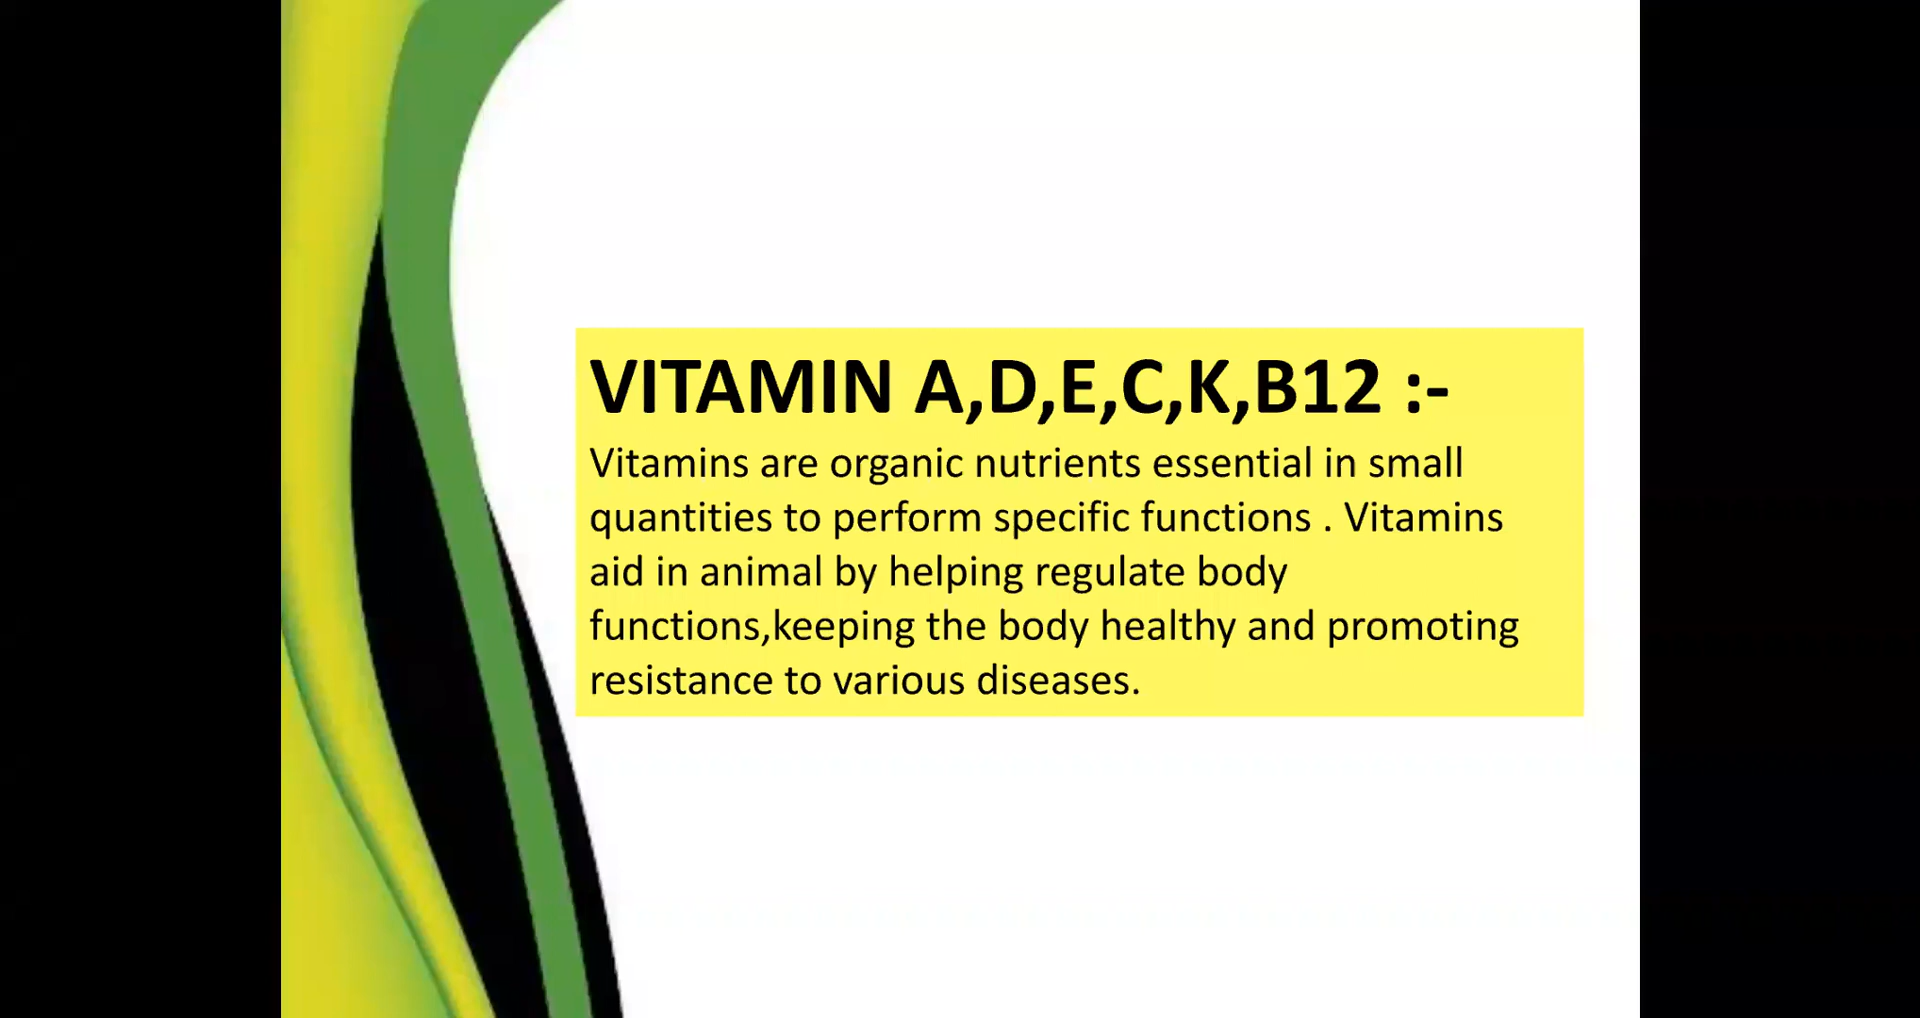 VITAMIN A,D,E,C,K,B12 :-
Vitamins are organic nutrients essential in small
quantities to perform specific functions . Vitamins
aid in animal by helping regulate body
functions,keeping the body healthy and promoting
resistance to various diseases.